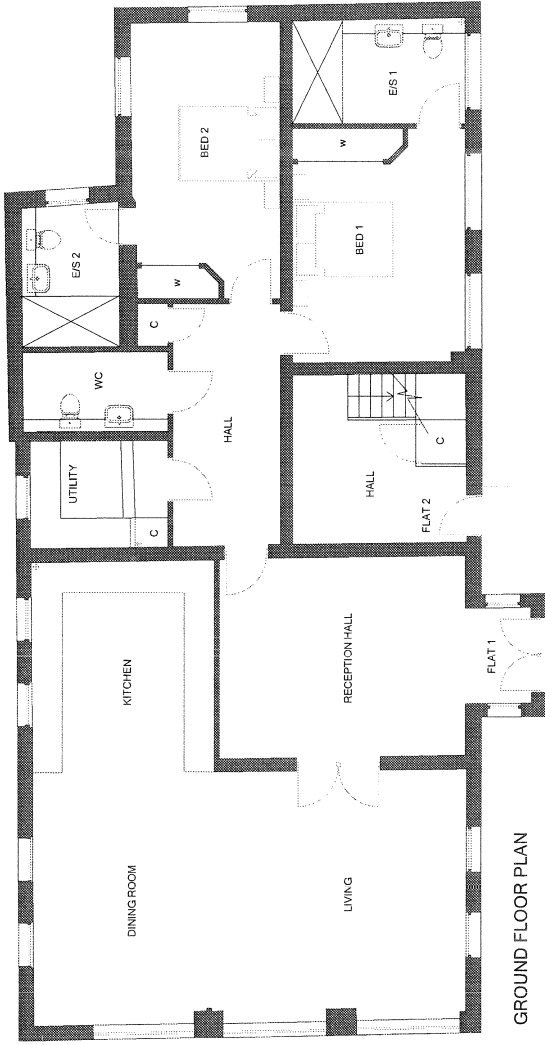 E/S 1
BED 2
W
BED 1
E/S 2
W
C
WC
HALL
HALL
C
UTILITY
C
FLAT 2
KITCHEN
RECEPTION HALL
FLAT 1
DINING ROOM
LIVING
GROUND FLOOR PLAN